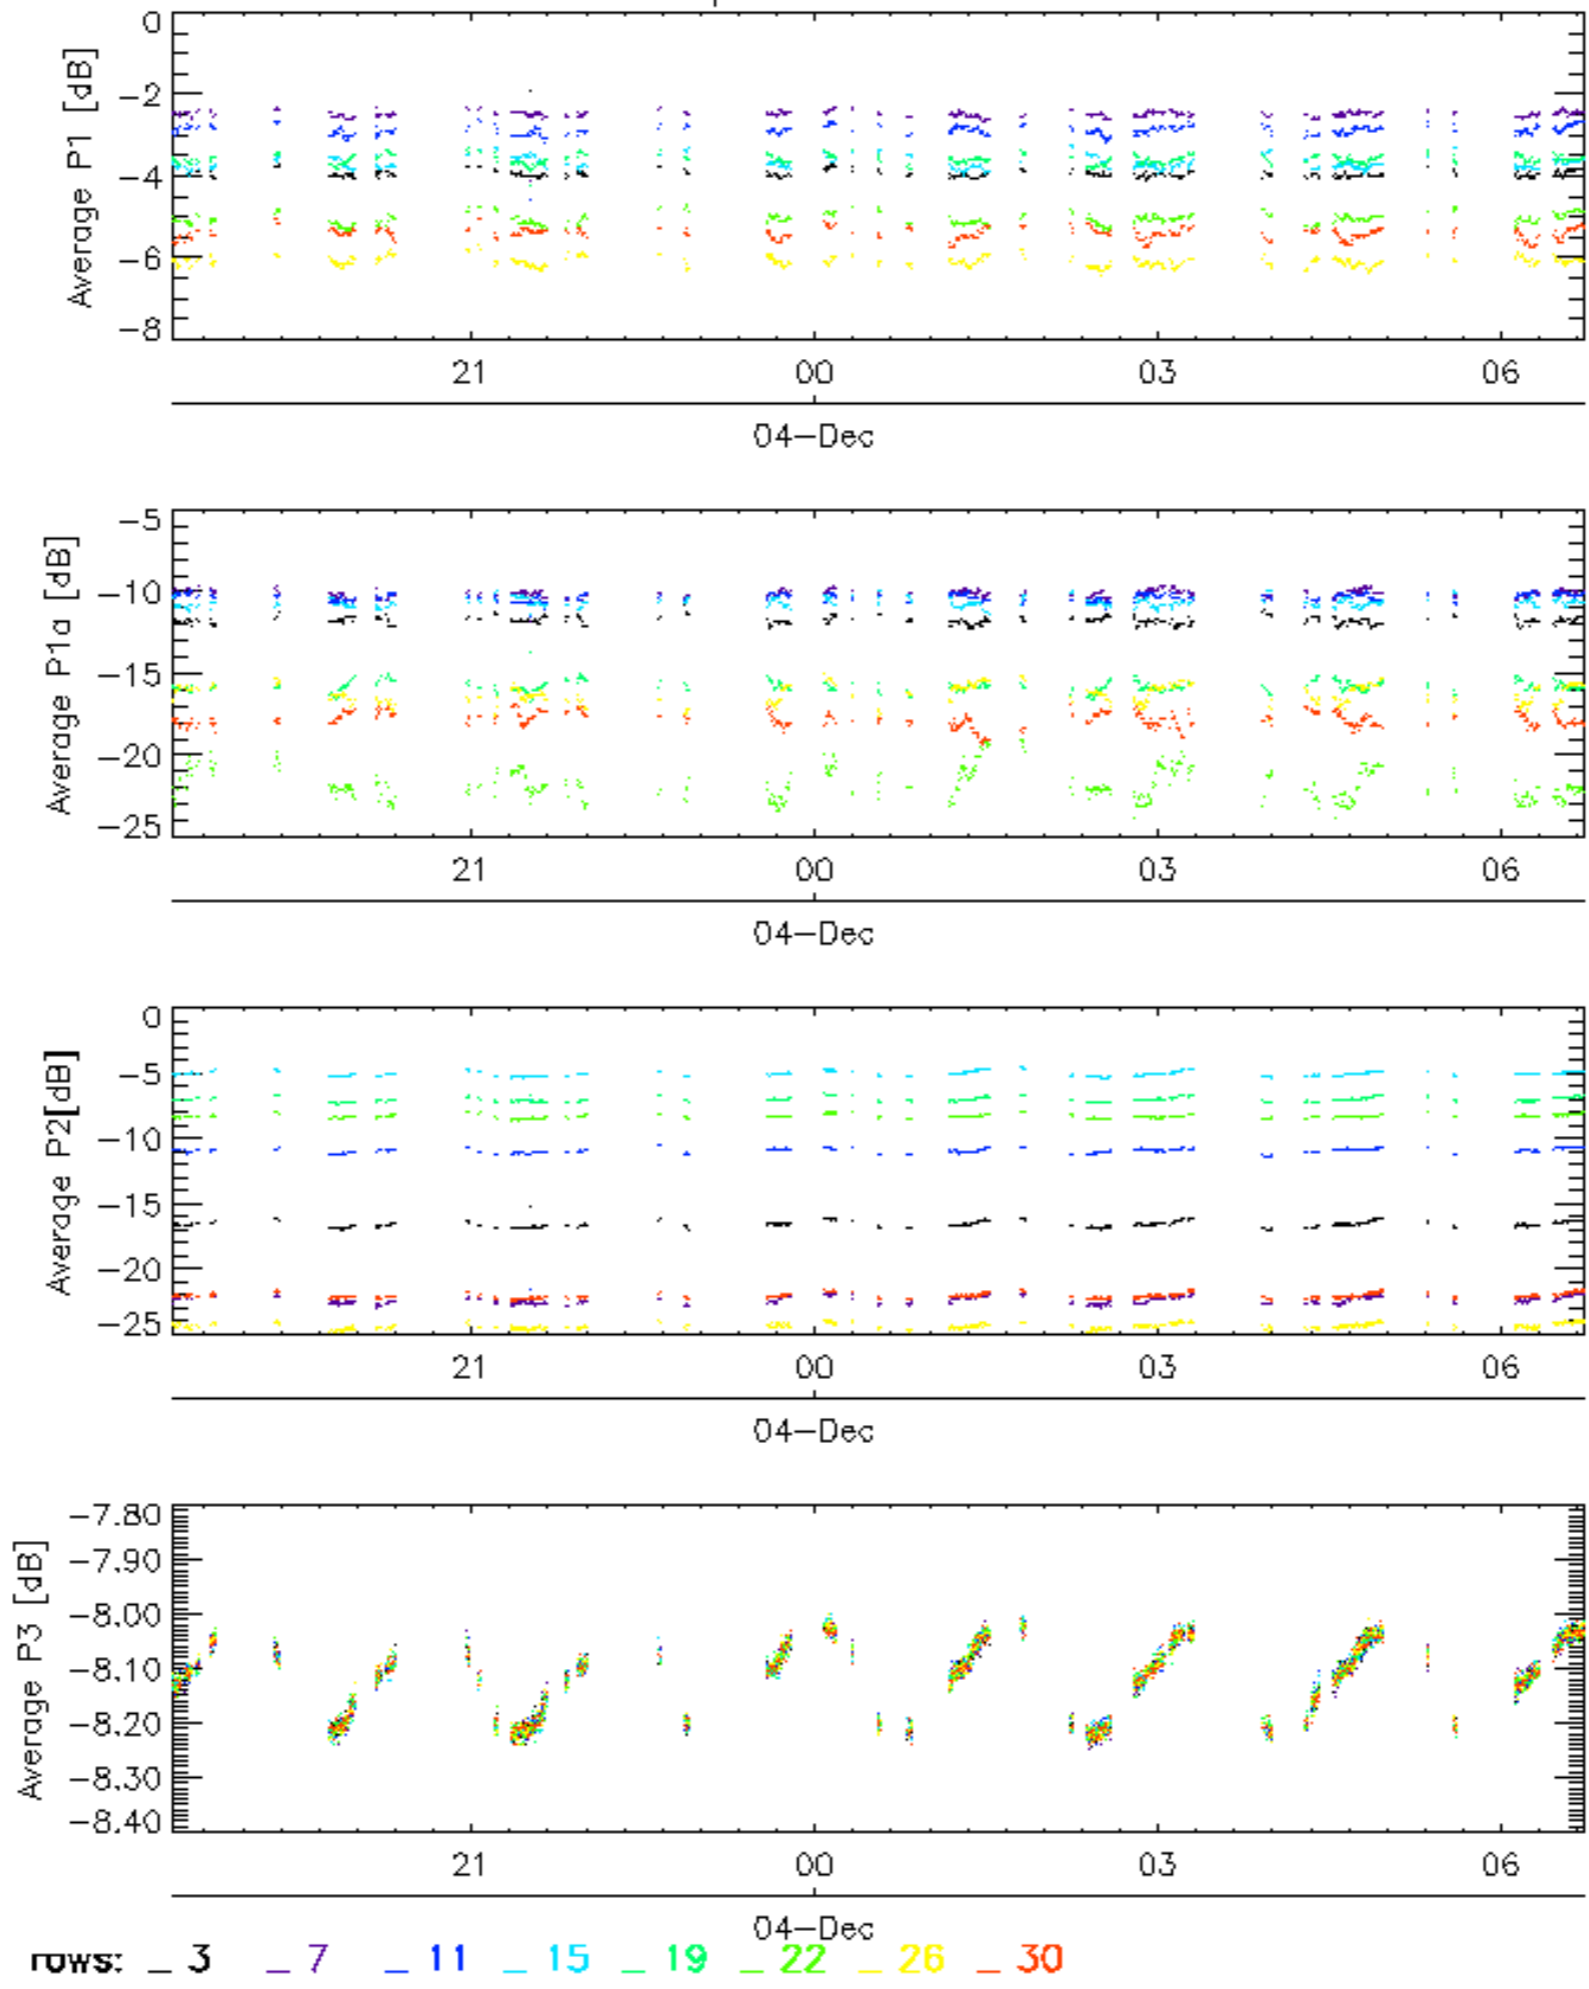 Average P1 [dB]
0
−2
−4
−6
−8
21 00 03 06
04−Dec
Average P1a [dB]
−5
−10
−15
−20
−25
21 00 03 06
04−Dec
Average P2[dB]
0
−5
−10
−15
−20
−25
21 00 03 06
04−Dec
Average P3 [dB]
−7.80
−7.90
−8.00
−8.10
−8.20
−8.30
−8.40
21 00 03 06
04−Dec
rows: _ 3 _ 7 _ 11 _ 15 _ 19 _ 22 _ 26 _ 30